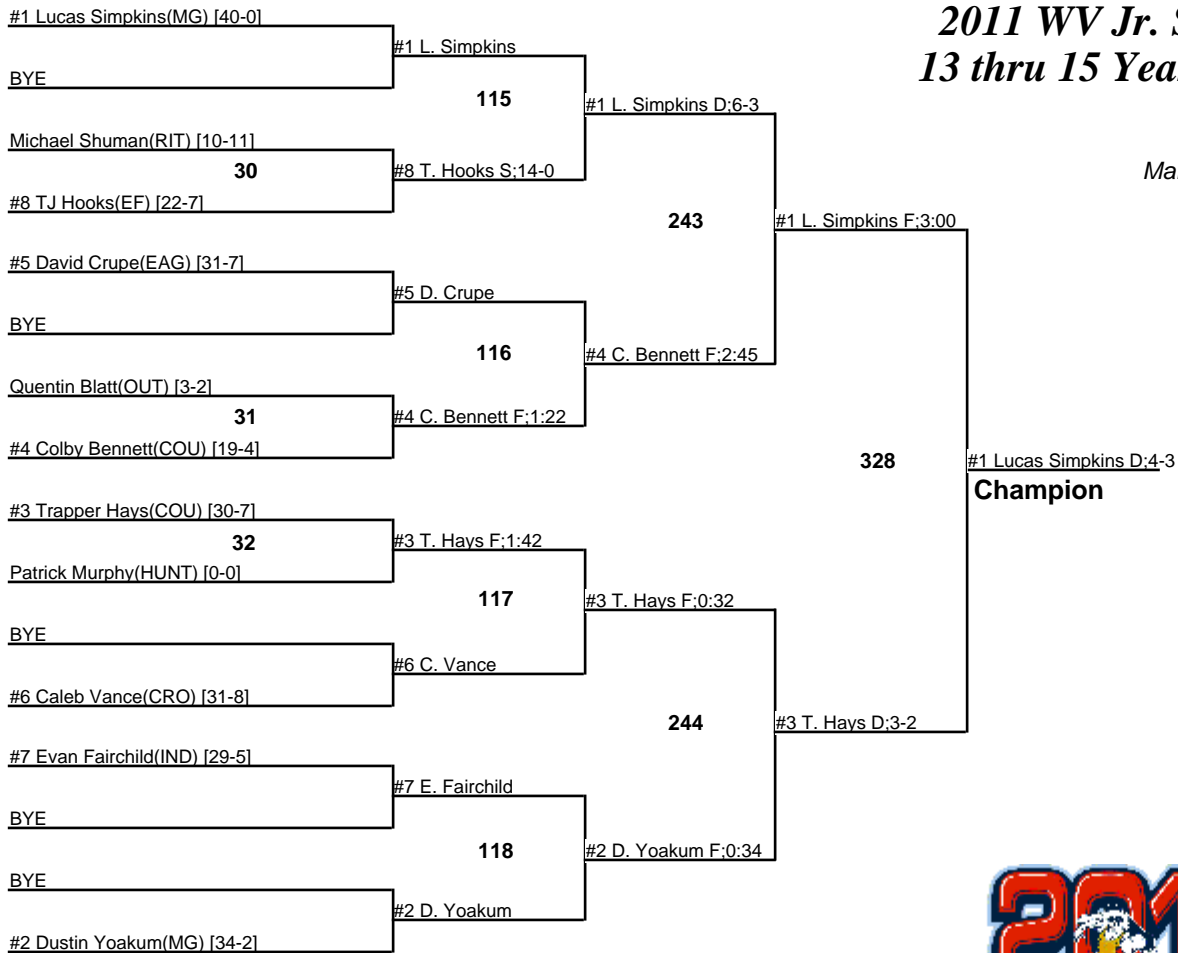 #1 Lucas Simpkins(MG) [40-0]
2011 WV Jr. S
#1 L. Simpkins
13 thru 15 Yea
BYE
115
#1 L. Simpkins D;6-3
Michael Shuman(RIT) [10-11]
30
#8 T. Hooks S;14-0
Ma
#8 TJ Hooks(EF) [22-7]
243
#1 L. Simpkins F;3:00
#5 David Crupe(EAG) [31-7]
#5 D. Crupe
BYE
116
#4 C. Bennett F;2:45
Quentin Blatt(OUT) [3-2]
31
#4 C. Bennett F;1:22
#4 Colby Bennett(COU) [19-4]
328
#1 Lucas Simpkins D;4-3
Champion
#3 Trapper Hays(COU) [30-7]
32
#3 T. Hays F;1:42
Patrick Murphy(HUNT) [0-0]
117
#3 T. Hays F;0:32
BYE
#6 C. Vance
#6 Caleb Vance(CRO) [31-8]
244
#3 T. Hays D;3-2
#7 Evan Fairchild(IND) [29-5]
#7 E. Fairchild
BYE
118
#2 D. Yoakum F;0:34
BYE
#2 D. Yoakum
#2 Dustin Yoakum(MG) [34-2]
201